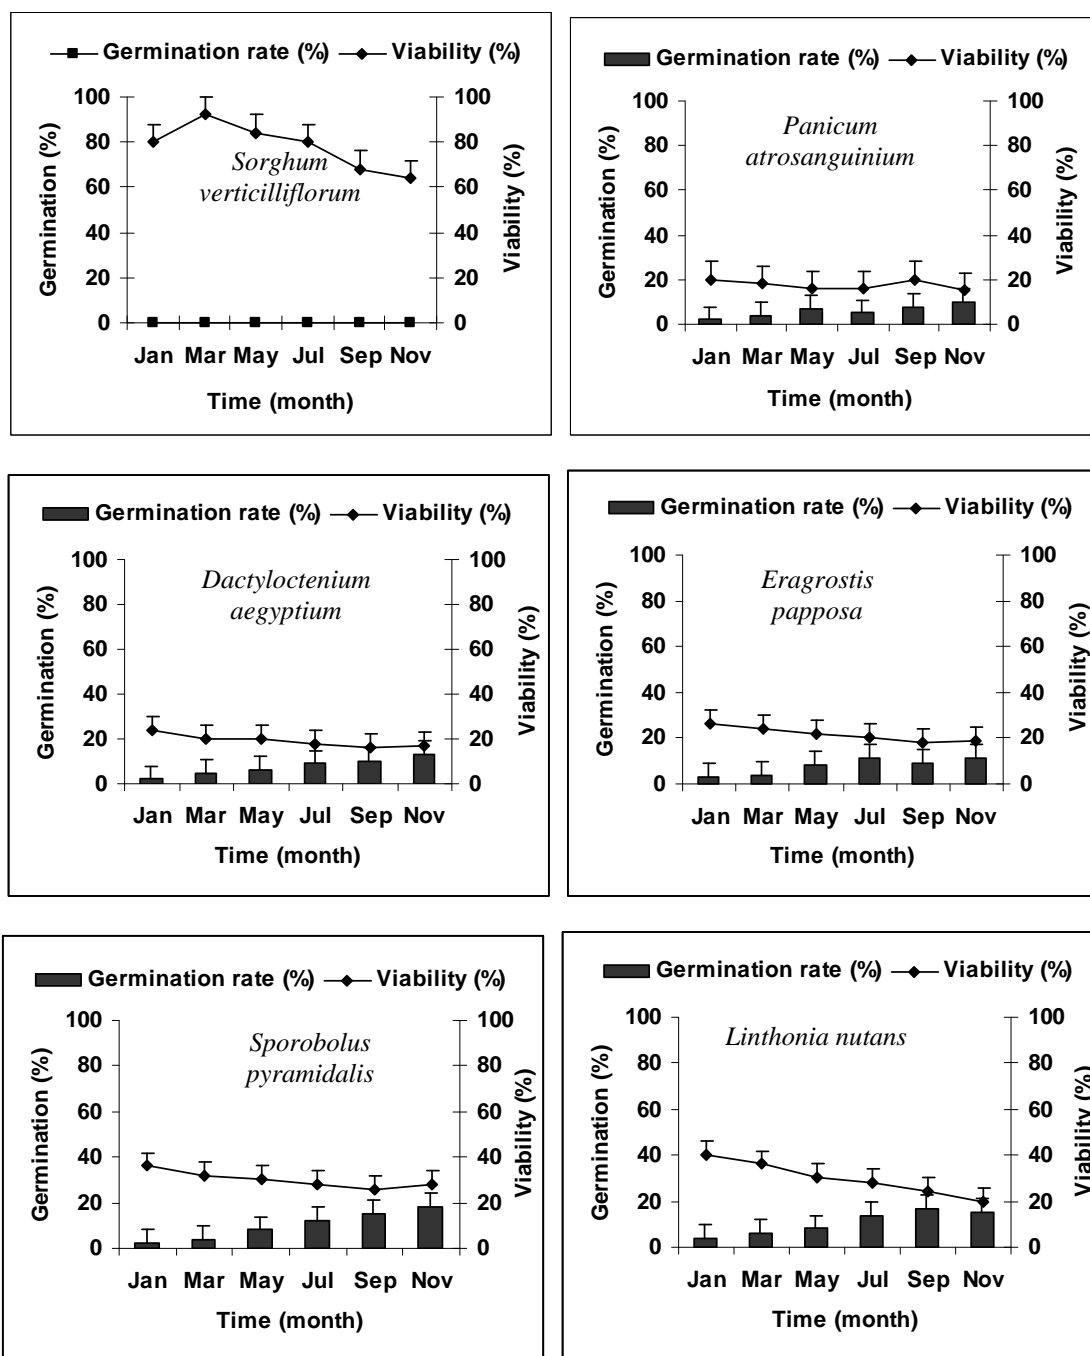 Germination rate (%) Viability (%)
100 100
80 80
60 60
40 40
20 20
0 0
Germination (%)
Viability (%)
Sorghum
verticilliflorum
Jan Mar May Jul Sep Nov
Time (month)
Germination rate (%) Viability (%)
100 100
80 80
60 60
40 40
20 20
0 0
Germination (%)
Viability (%)
Panicum
atrosanguinium
Jan Mar May Jul Sep Nov
Time (month)
Germination rate (%) Viability (%)
100 100
80 80
60 60
40 40
20 20
0 0
Germination (%)
Viability (%)
Dactyloctenium
aegyptium
Jan Mar May Jul Sep Nov
Time (month)
Germination rate (%) Viability (%)
100 100
80 80
60 60
40 40
20 20
0 0
Germination (%)
Viability (%)
Eragrostis
papposa
Jan Mar May Jul Sep Nov
Time (month)
Germination rate (%) Viability (%)
100 100
80 80
60 60
40 40
20 20
0 0
Germination (%)
Viability (%)
Sporobolus
pyramidalis
Jan Mar May Jul Sep Nov
Time (month)
Germination rate (%) Viability (%)
100 100
80 80
60 60
40 40
20 20
0 0
Germination (%)
Viability (%)
Linthonia nutans
Jan Mar May Jul Sep Nov
Time (month)